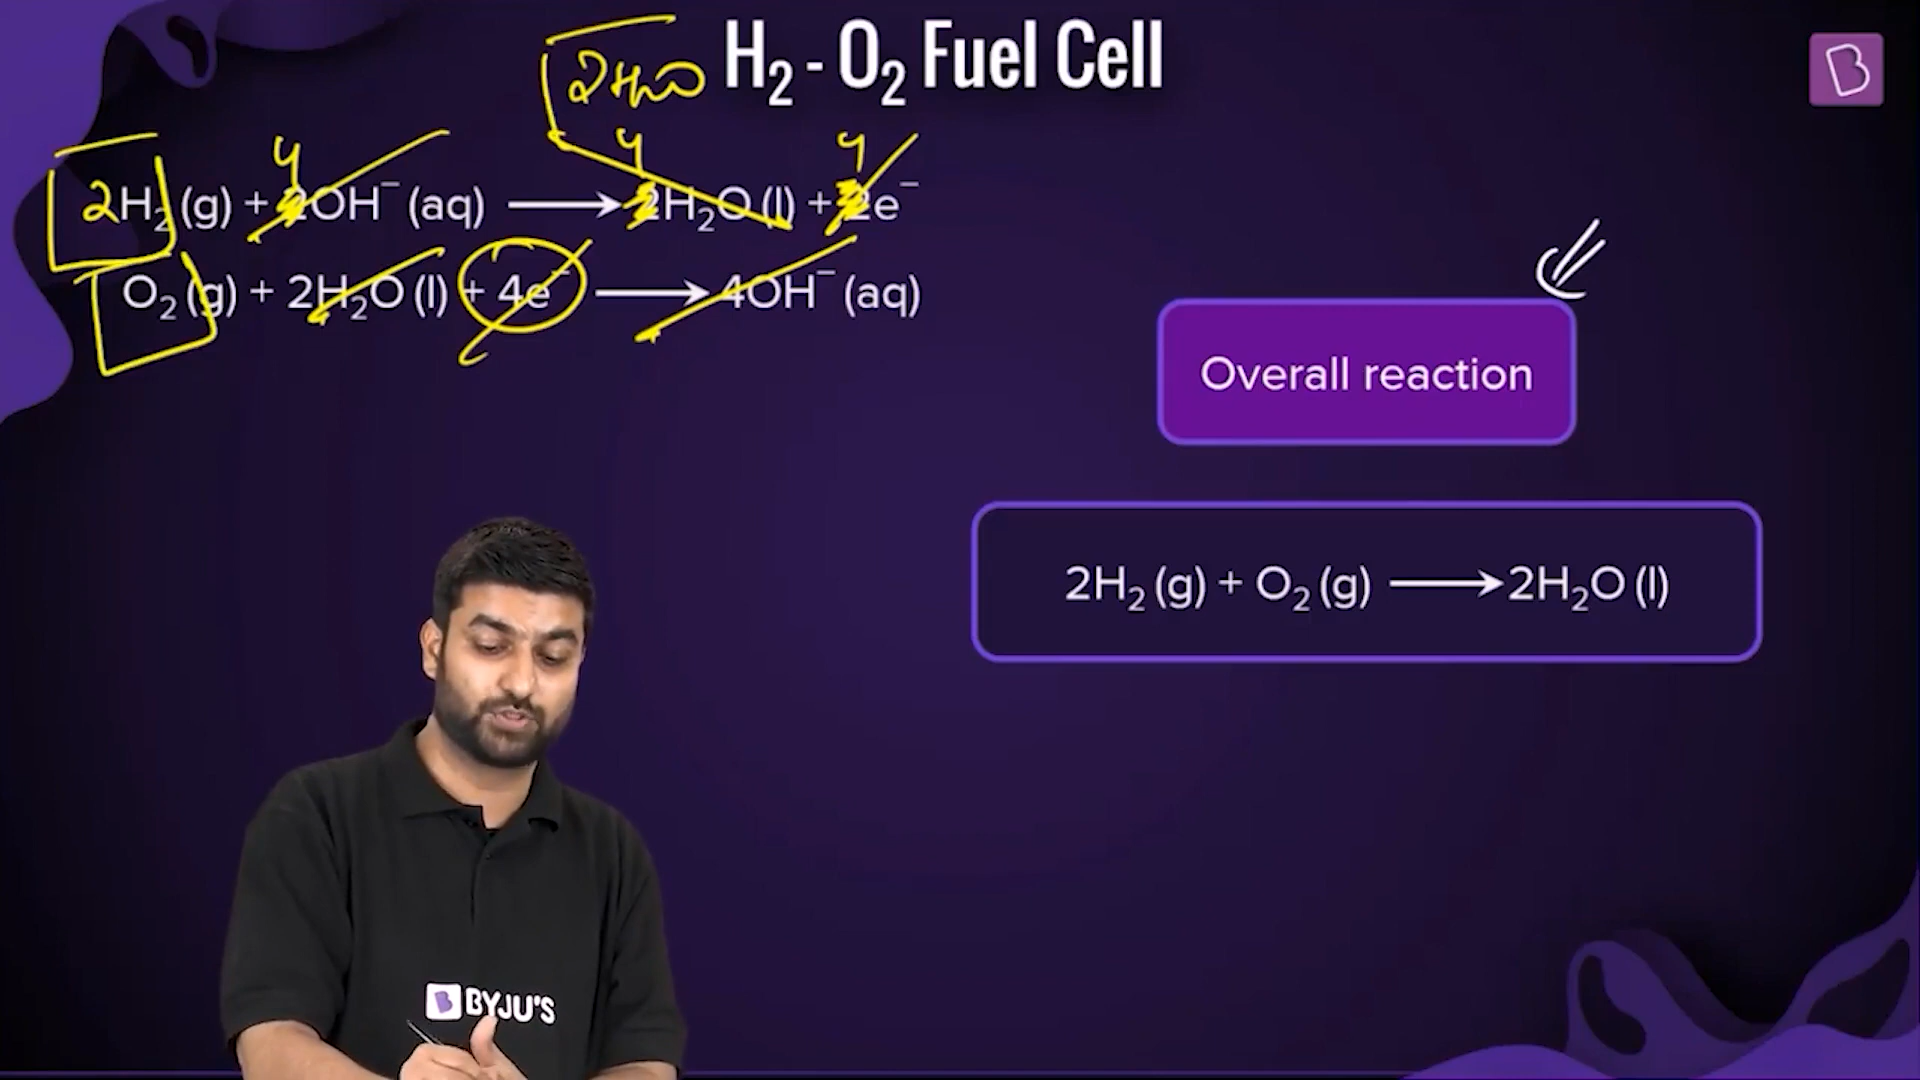 H₂ - O₂ Fuel Cell
2H₂O
4 4 4
2H₂ (g) + 2OH⁻ (aq) ⟶ 2H₂O (l) + 2e⁻
O₂ (g) + 2H₂O (l) + 4e⁻ ⟶ 4OH⁻ (aq)
Overall reaction
2H₂ (g) + O₂ (g) ⟶ 2H₂O (l)
BYJU'S
B